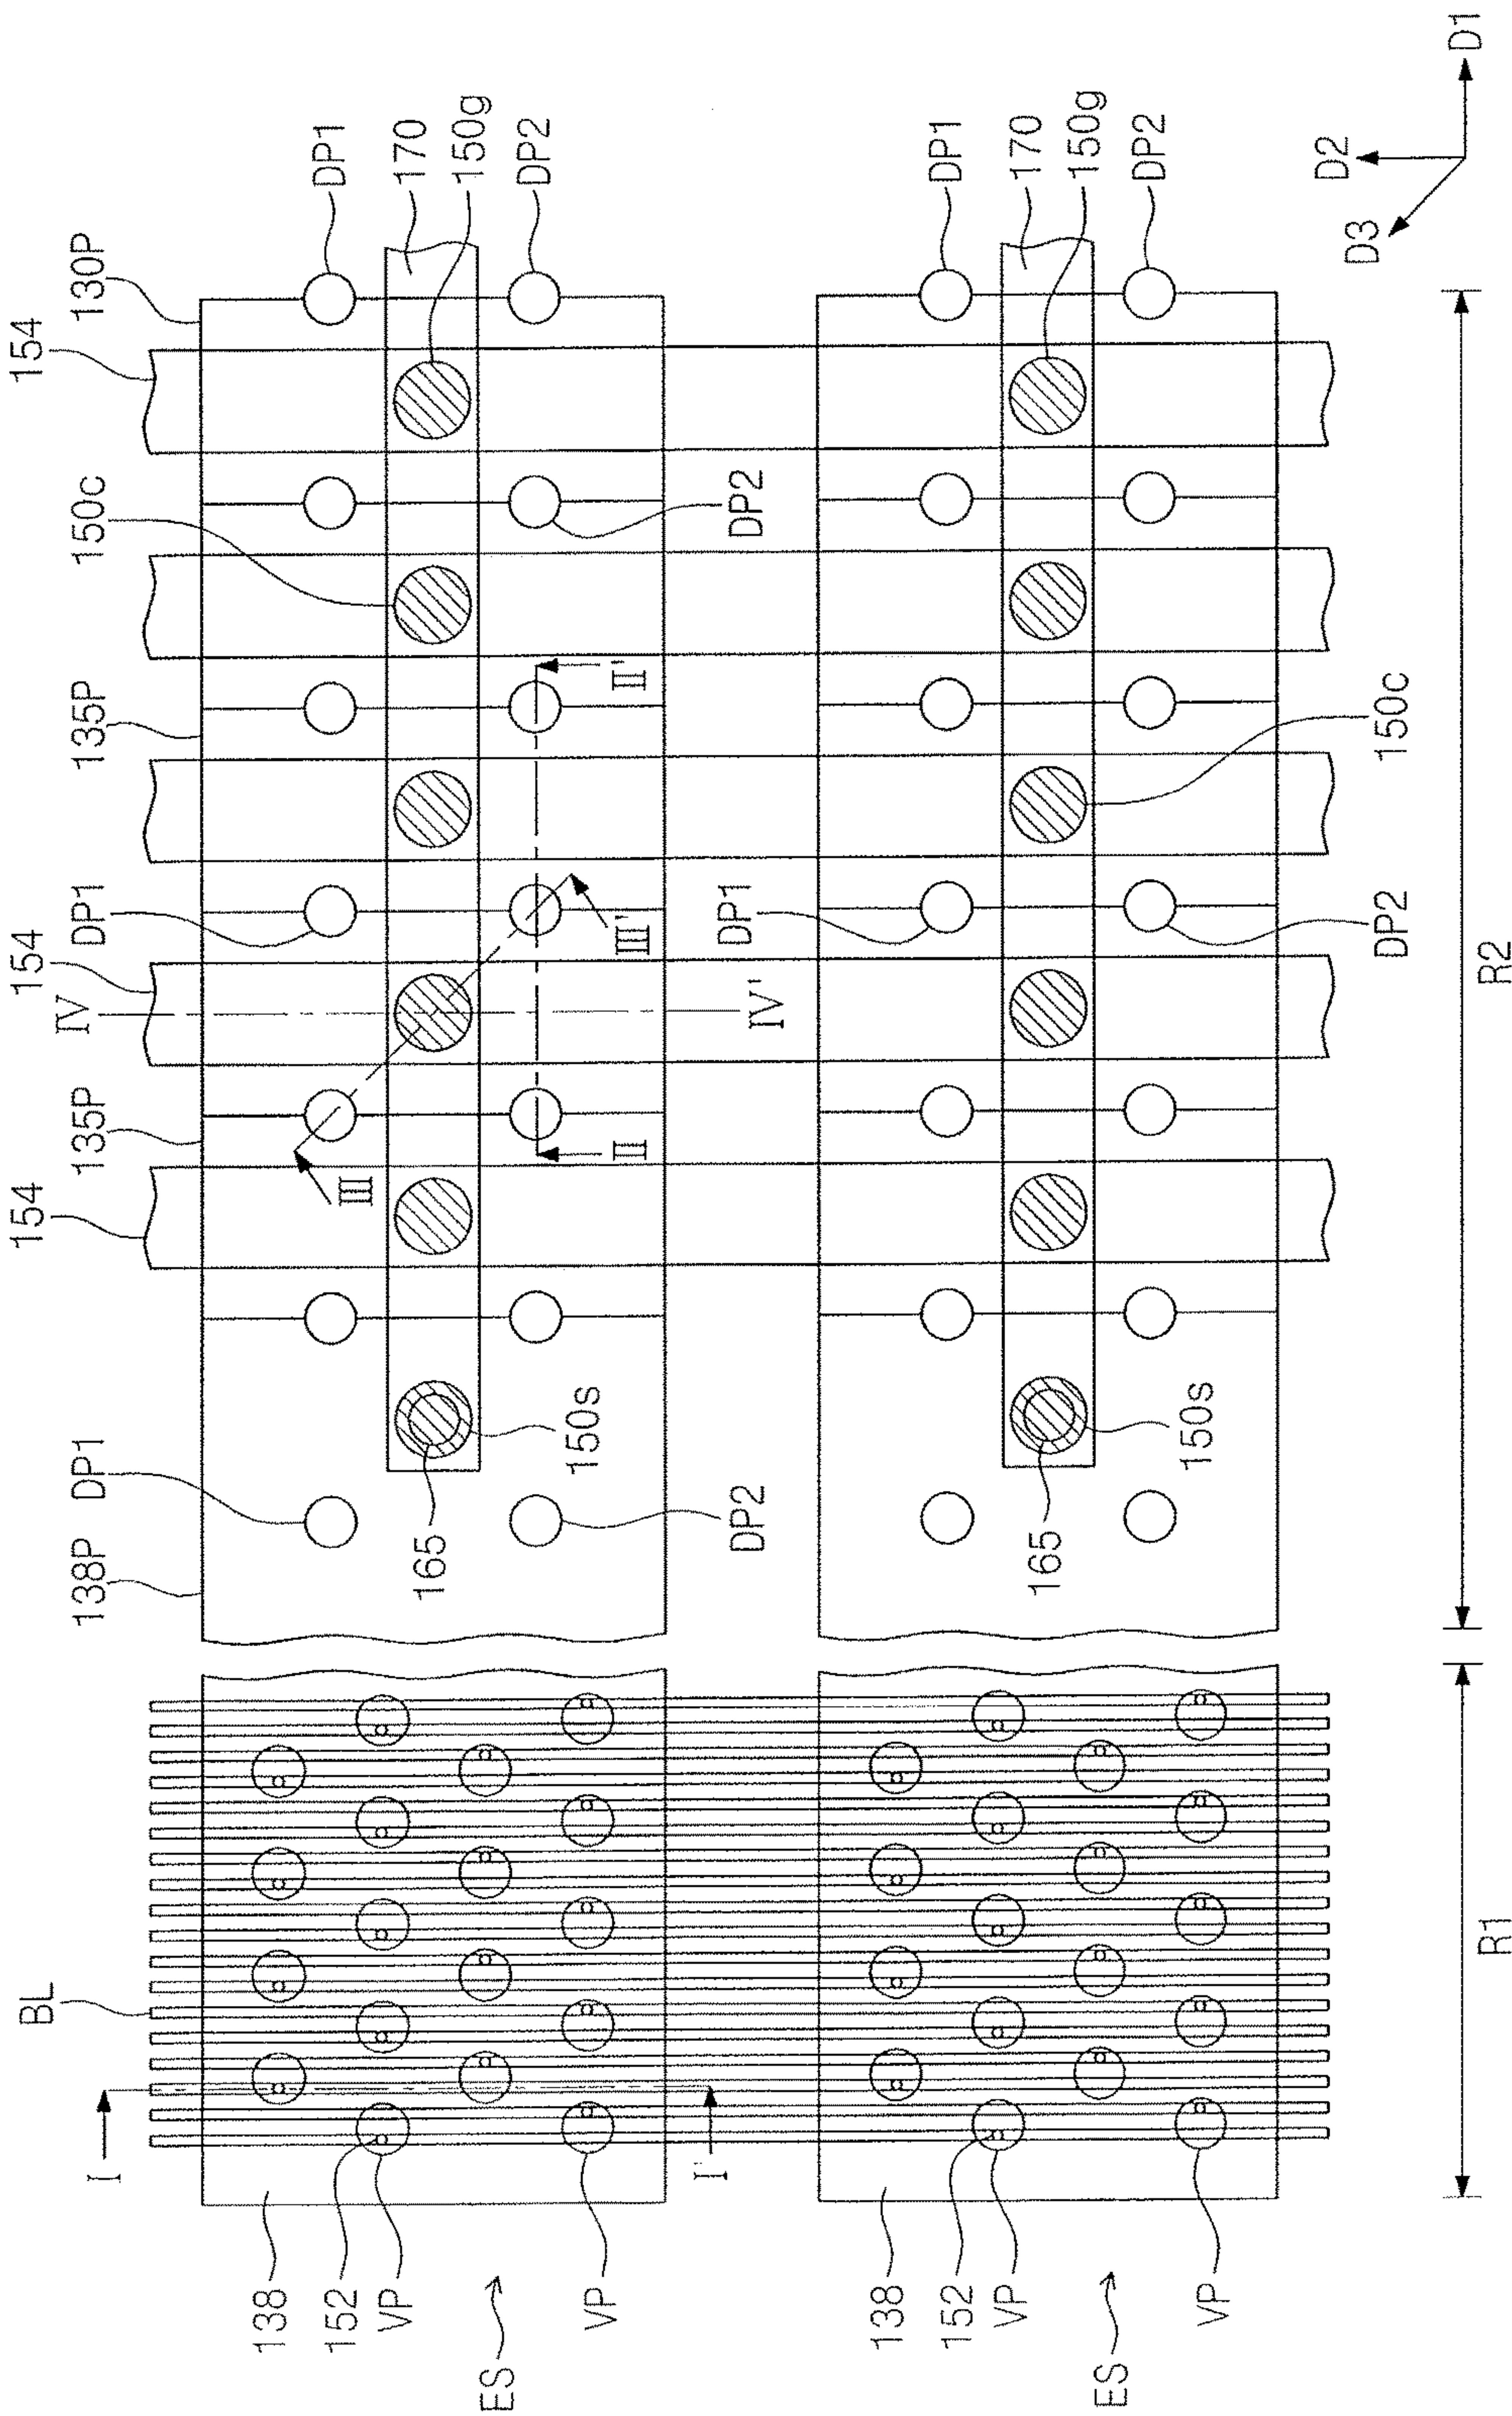 BL
154
154
154
I
138P
DP1
135P
IV
DP1
135P
150c
130P
138
152
III
DP1
VP
170
165
150g
ES
150s
DP2
VP
II
III'
II'
I'
DP2
IV'
DP1
DP2
138
152
DP1
VP
170
165
150g
ES
150s
DP2
VP
DP2
150c
D3
D2
D1
R1
R2